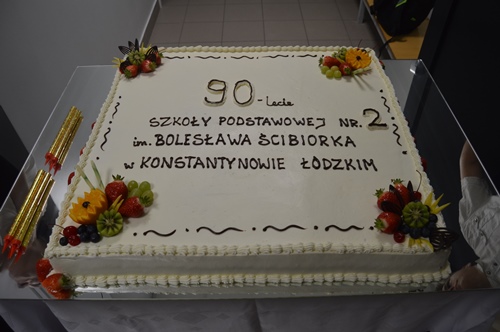 90-lecie
SZKOŁY PODSTAWOWEJ NR. 2
im. BOLESŁAWA ŚCIBIORKA
w KONSTANTYNOWIE ŁÓDZKIM